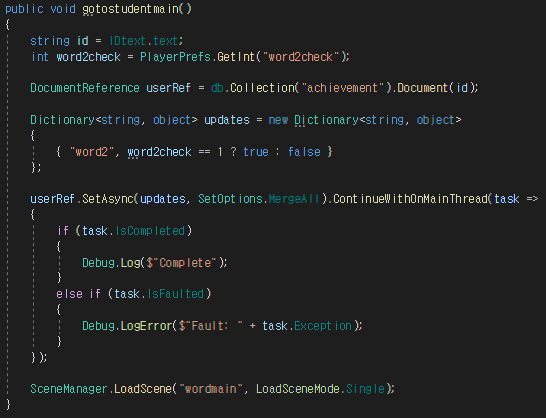 public void gotostudentmain()
{
string id = IDtext.text;
int word2check = PlayerPrefs.GetInt("word2check");
DocumentReference userRef = db.Collection("achievement").Document(id);
Dictionary<string, object> updates = new Dictionary<string, object>
{
{ "word2", word2check == 1 ? true : false }
};
userRef.SetAsync(updates, SetOptions.MergeAll).ContinueWithOnMainThread(task =>
{
if (task.IsCompleted)
{
Debug.Log($"Complete");
}
else if (task.IsFaulted)
{
Debug.LogError($"Fault: " + task.Exception);
}
});
SceneManager.LoadScene("wordmain", LoadSceneMode.Single);
}